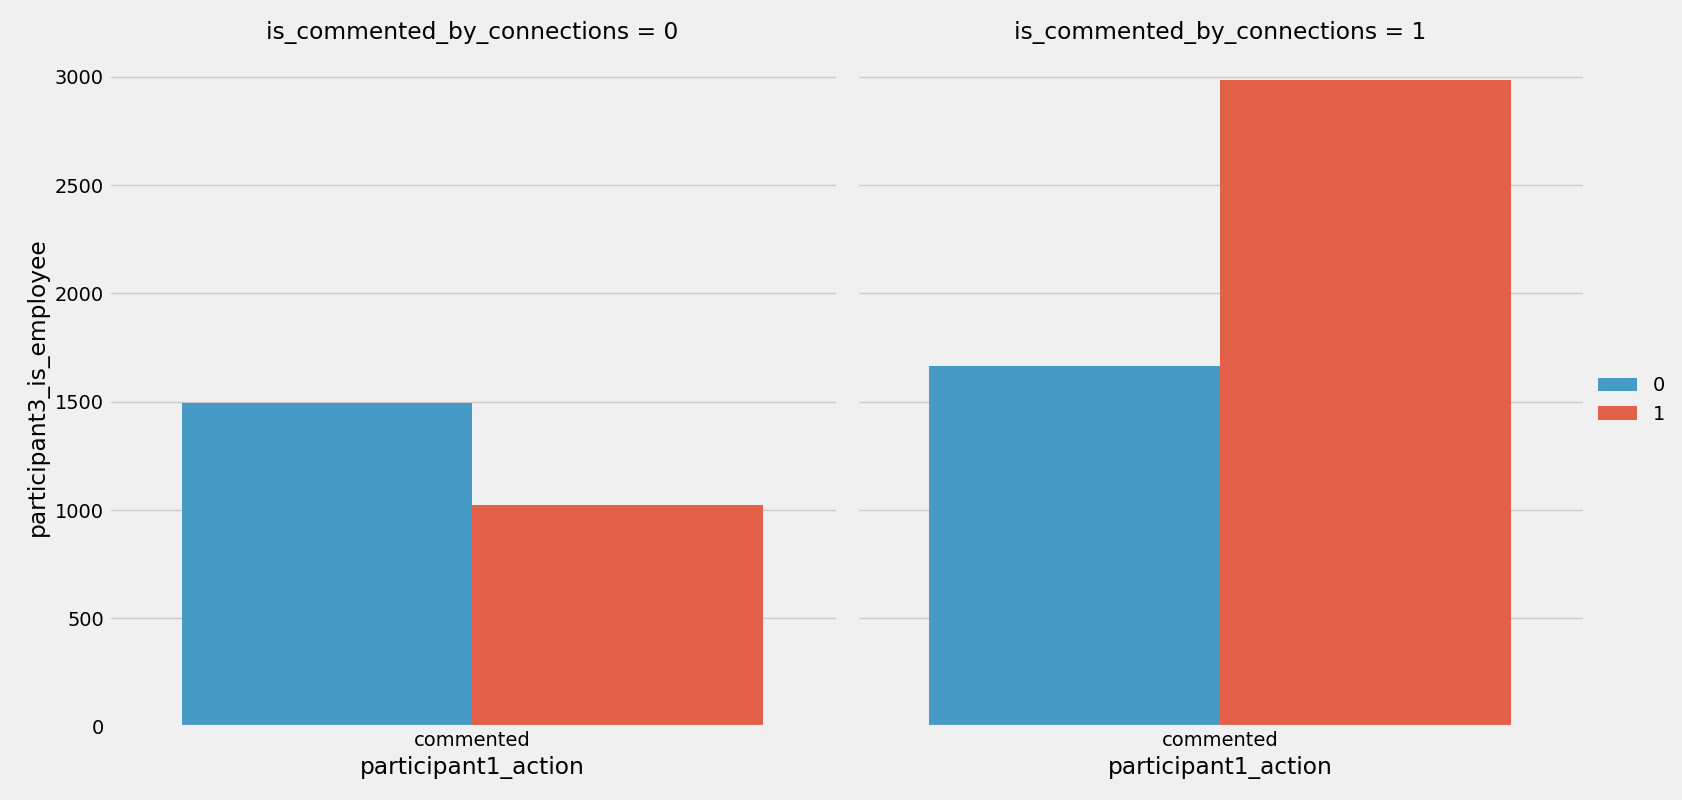 is_commented_by_connections = 0
is_commented_by_connections = 1
participant3_is_employee
3000
2500
2000
1500
1000
500
0
commented
participant1_action
commented
participant1_action
0
1